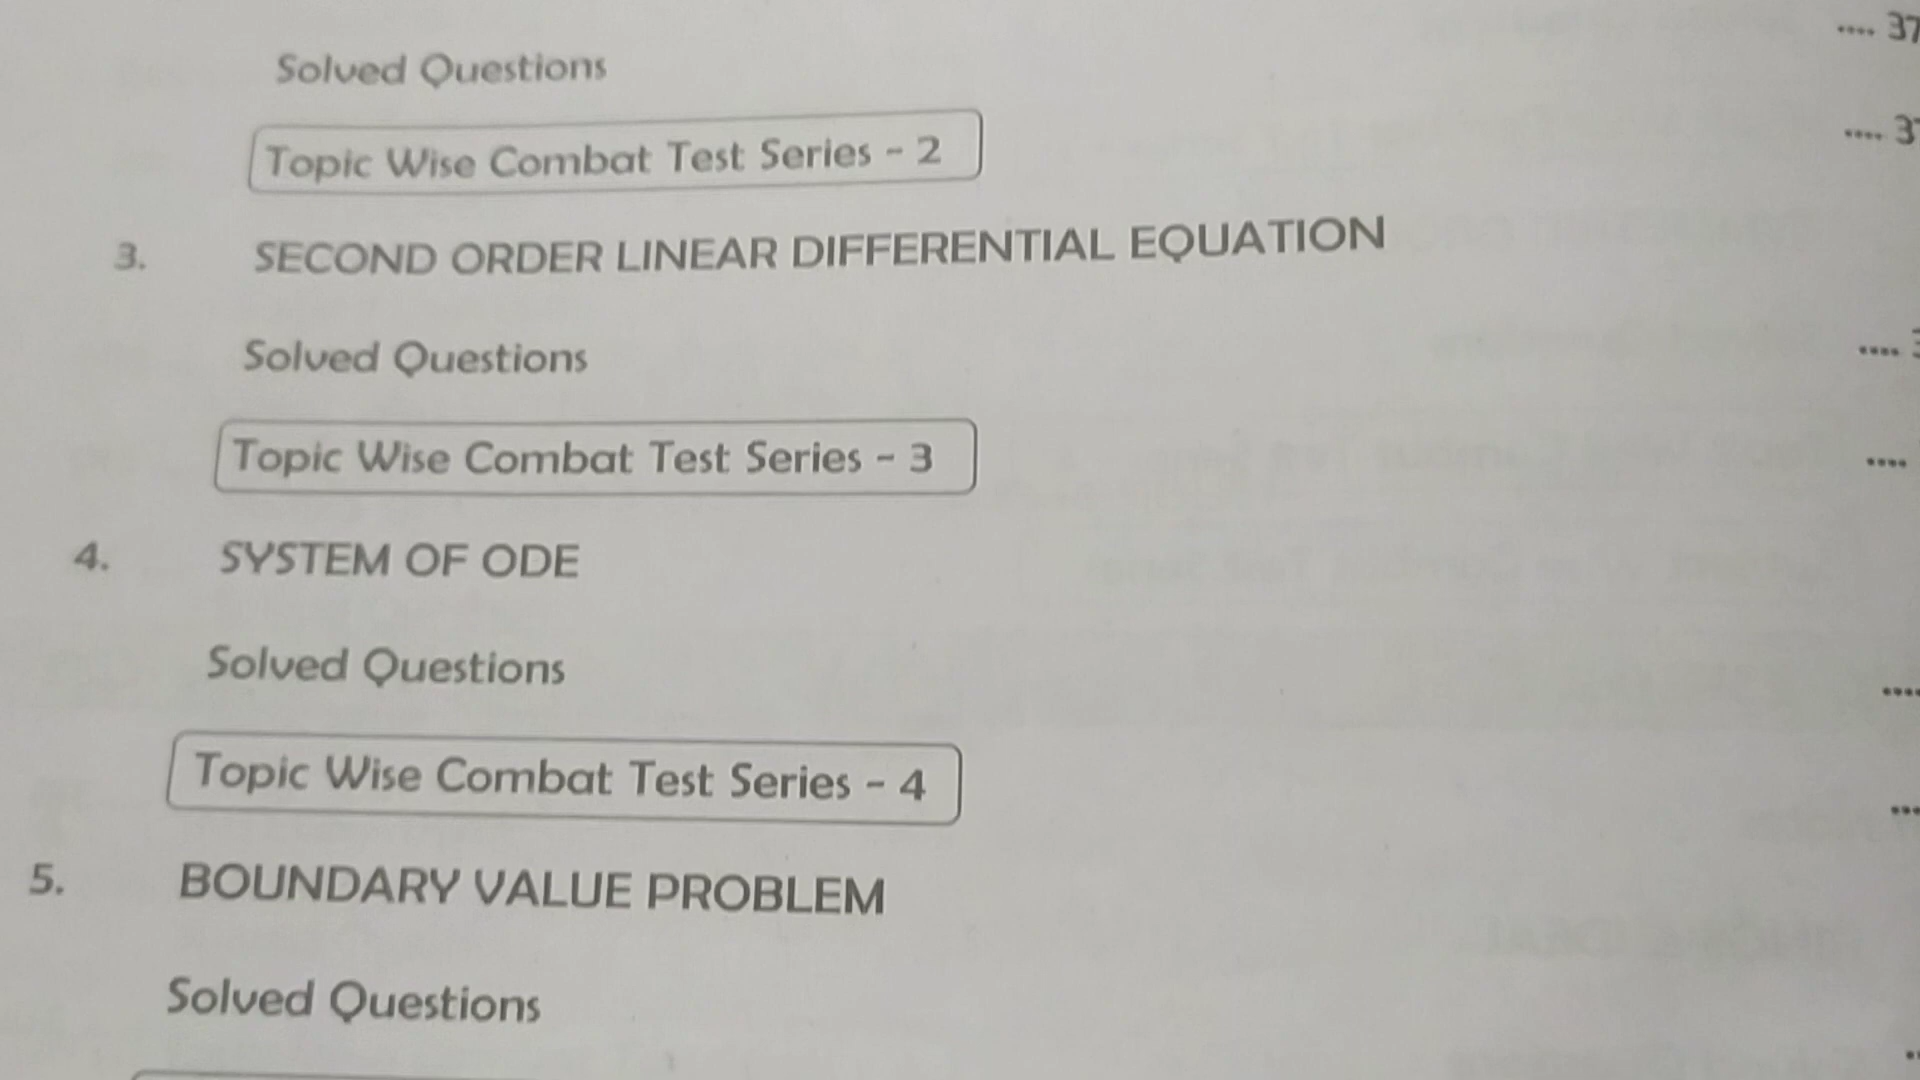 Solved Questions .... 37
Topic Wise Combat Test Series - 2 ....
3. SECOND ORDER LINEAR DIFFERENTIAL EQUATION
Solved Questions ....
Topic Wise Combat Test Series - 3 ....
4. SYSTEM OF ODE
Solved Questions ....
Topic Wise Combat Test Series - 4 ...
5. BOUNDARY VALUE PROBLEM
Solved Questions ..